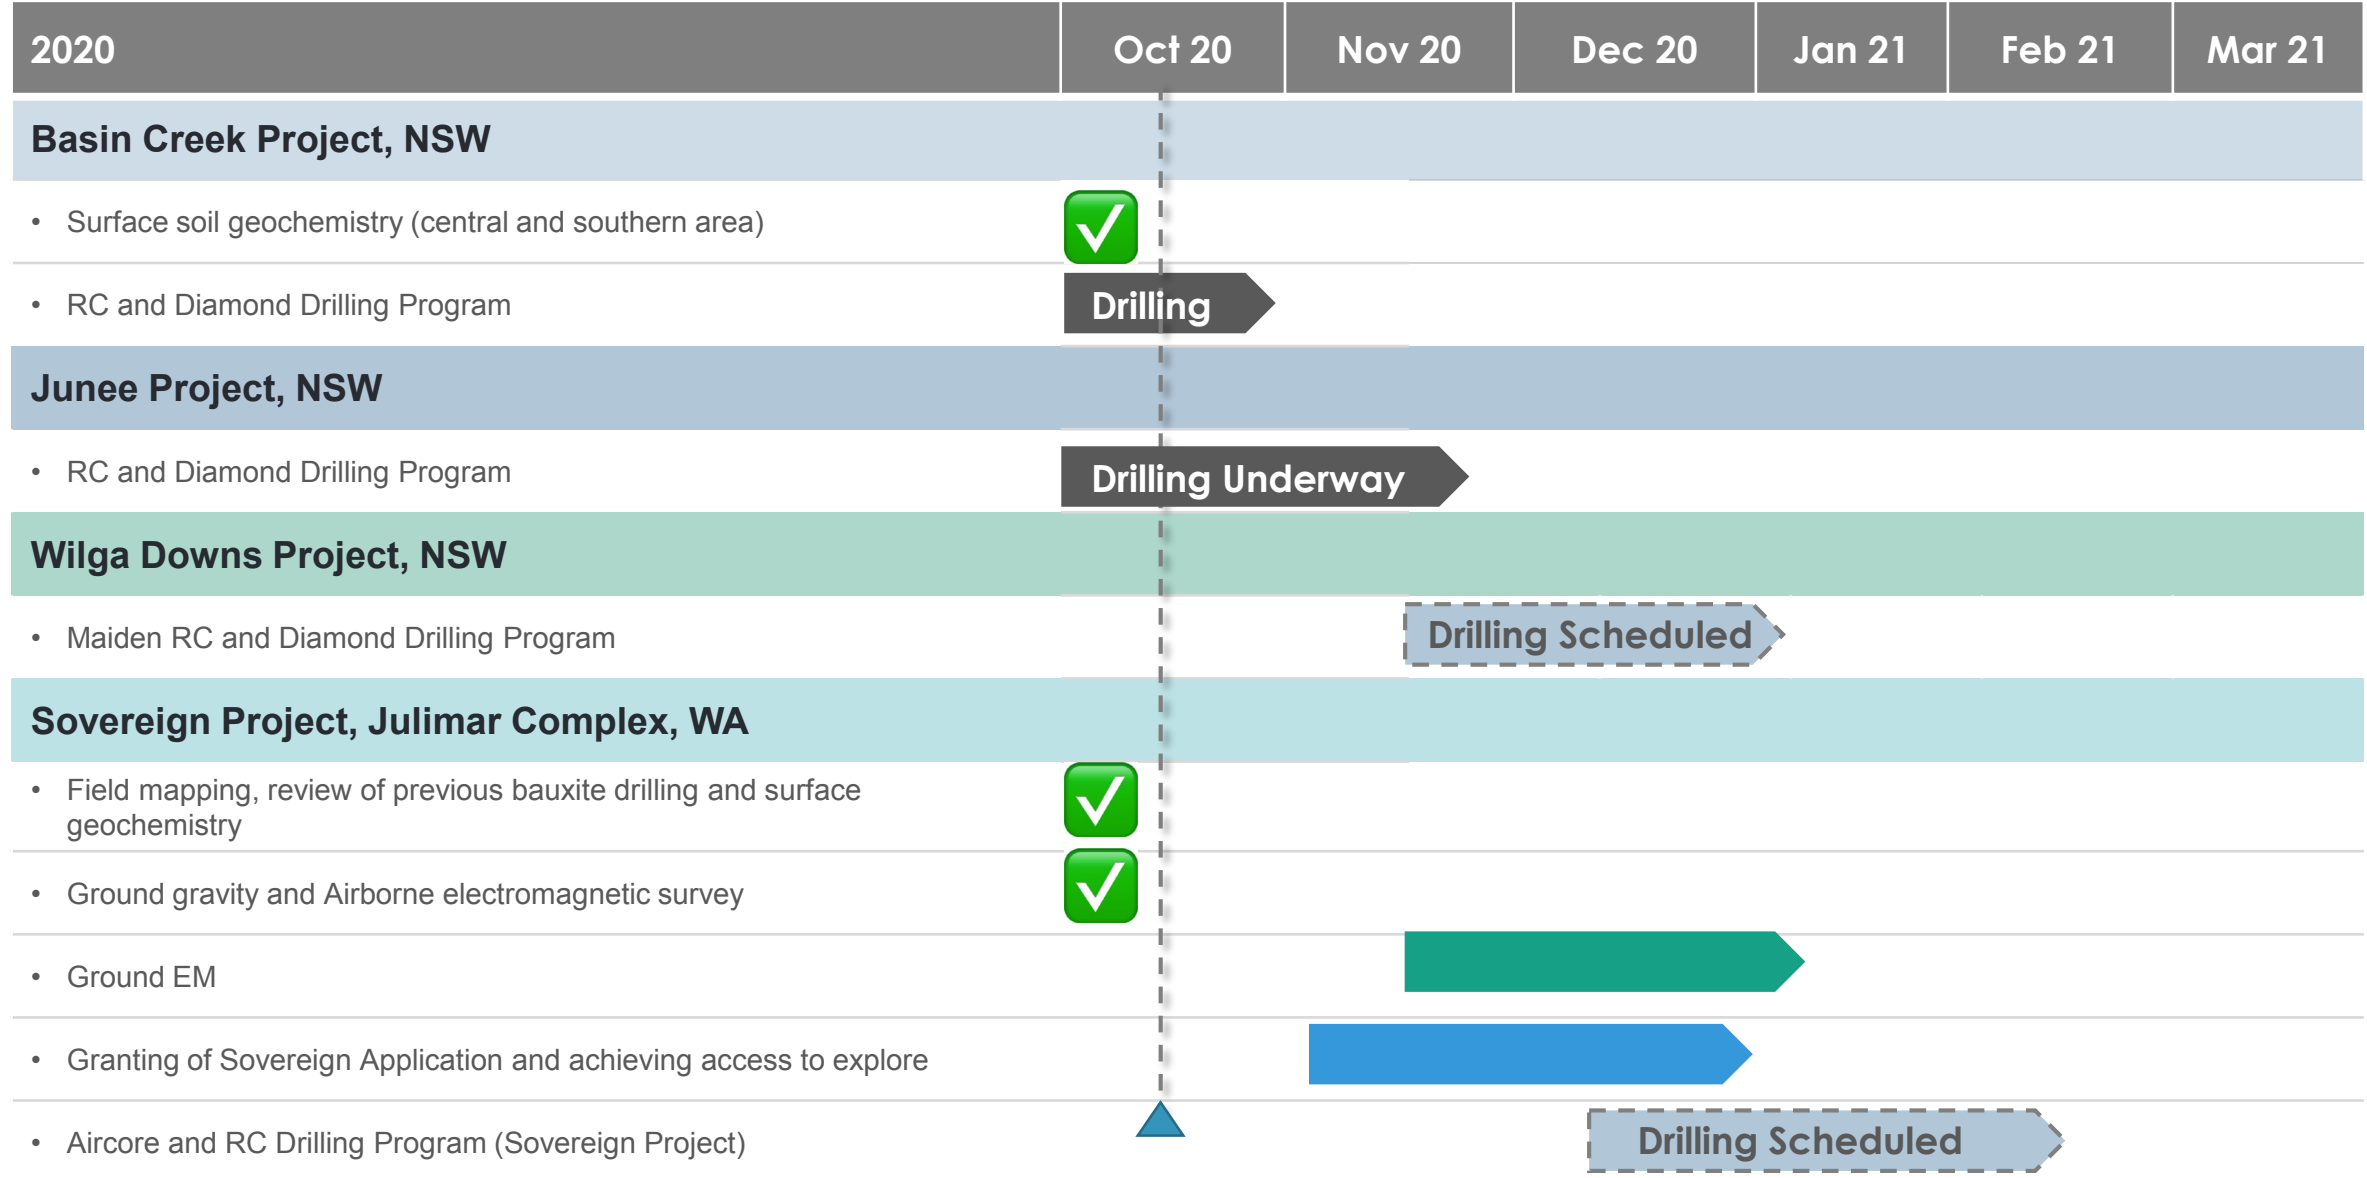 2020 Oct 20 Nov 20 Dec 20 Jan 21 Feb 21 Mar 21
Basin Creek Project, NSW
• Surface soil geochemistry (central and southern area)
• RC and Diamond Drilling Program Drilling
Junee Project, NSW
• RC and Diamond Drilling Program Drilling Underway
Wilga Downs Project, NSW
• Maiden RC and Diamond Drilling Program Drilling Scheduled
Sovereign Project, Julimar Complex, WA
• Field mapping, review of previous bauxite drilling and surface
geochemistry
• Ground gravity and Airborne electromagnetic survey
• Ground EM
• Granting of Sovereign Application and achieving access to explore
• Aircore and RC Drilling Program (Sovereign Project) Drilling Scheduled